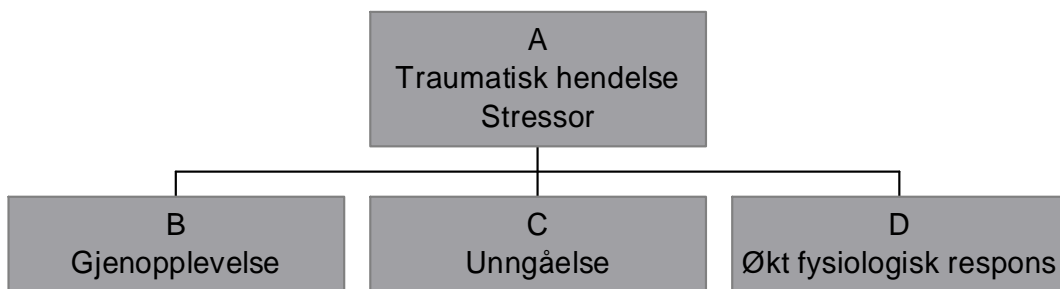 A
Traumatisk hendelse
Stressor
B
Gjenopplevelse
C
Unngåelse
D
Økt fysiologisk respons